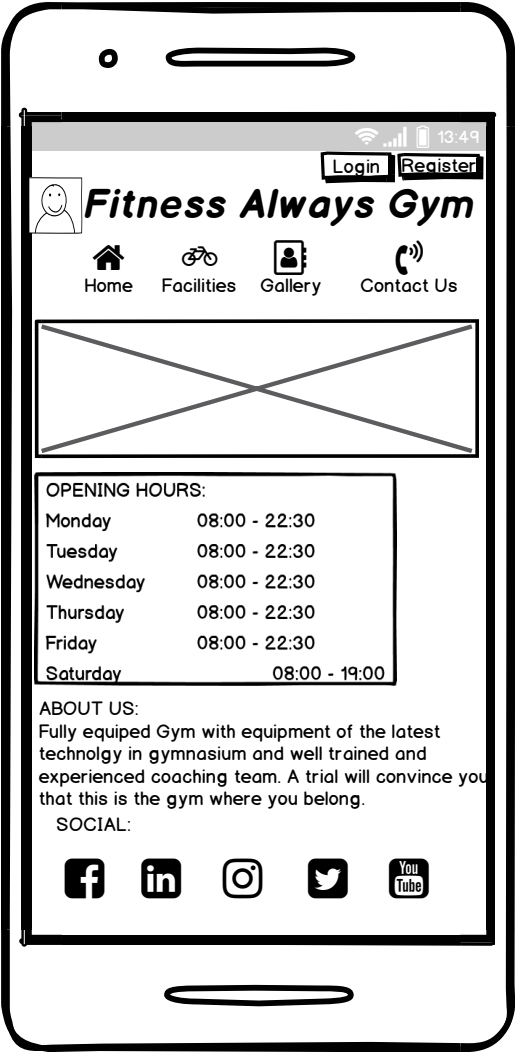 13:49
Login Register
Fitness Always Gym
Home Facilities Gallery Contact Us
OPENING HOURS:
Monday 08:00 - 22:30
Tuesday 08:00 - 22:30
Wednesday 08:00 - 22:30
Thursday 08:00 - 22:30
Friday 08:00 - 22:30
Saturday 08:00 - 19:00
ABOUT US:
Fully equiped Gym with equipment of the latest
technolgy in gymnasium and well trained and
experienced coaching team. A trial will convince you
that this is the gym where you belong.
SOCIAL:
f in You
Tube